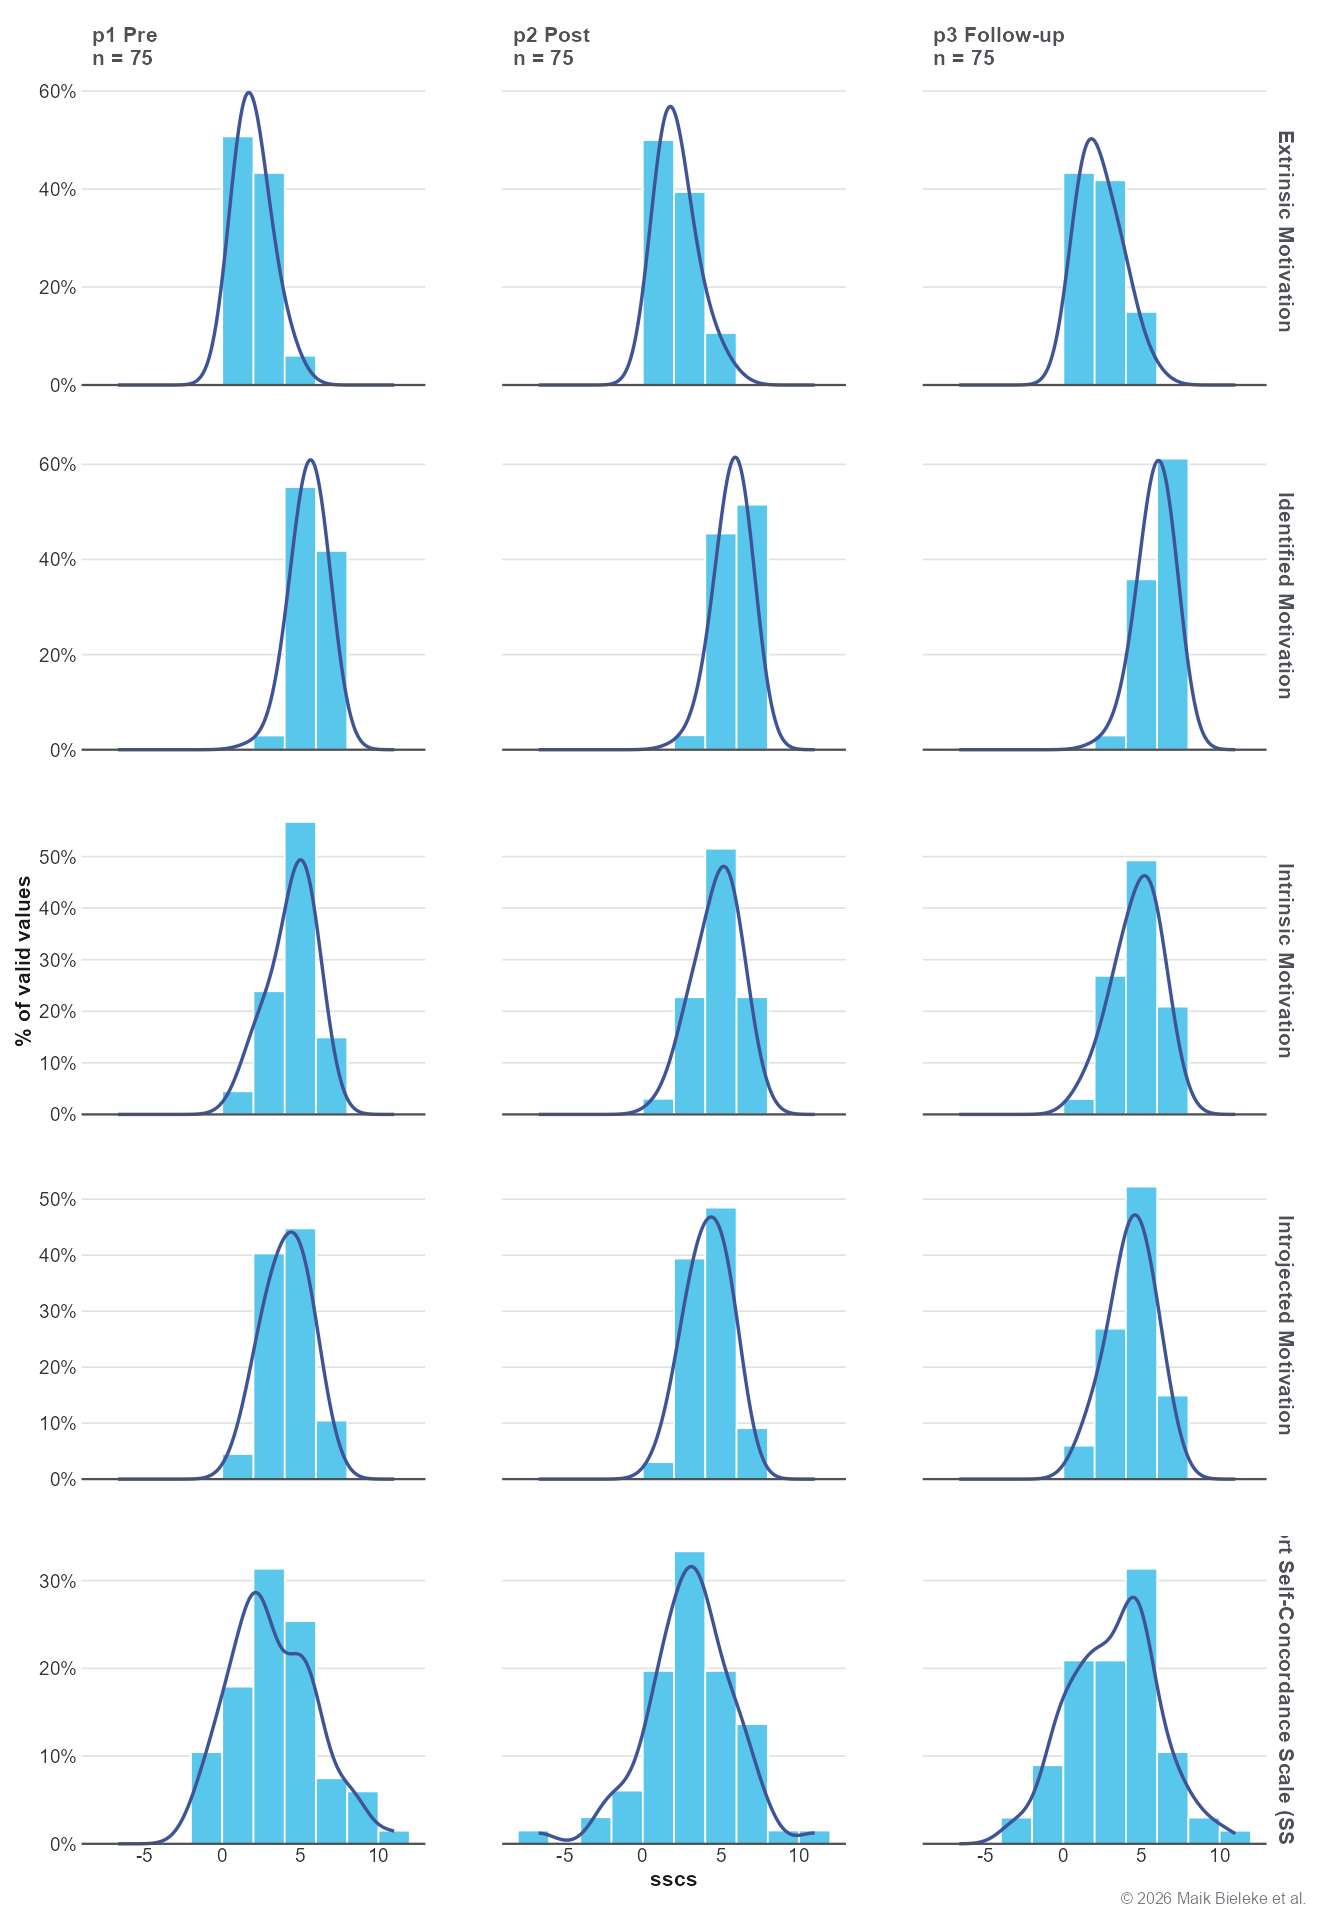 p1 Pre
n = 75
p2 Post
n = 75
p3 Follow-up
n = 75
60%
40%
20%
0%
Extrinsic Motivation
60%
40%
20%
0%
Identified Motivation
% of valid values
50%
40%
30%
20%
10%
0%
Intrinsic Motivation
50%
40%
30%
20%
10%
0%
Introjected Motivation
30%
20%
10%
0%
rt Self-Concordance Scale (SS
-5 0 5 10
-5 0 5 10
-5 0 5 10
sscs
© 2026 Maik Bieleke et al.